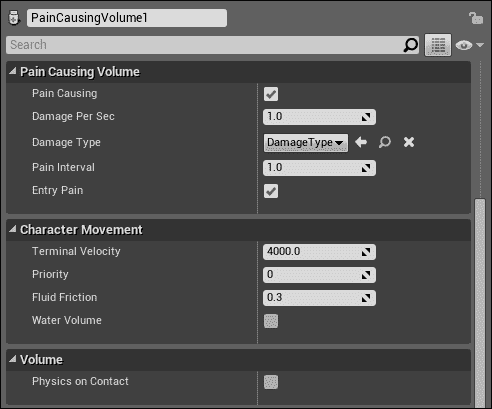 PainCausingVolume1
Search
Pain Causing Volume
Pain Causing
Damage Per Sec 1.0
Damage Type DamageType
Pain Interval 1.0
Entry Pain
Character Movement
Terminal Velocity 4000.0
Priority 0
Fluid Friction 0.3
Water Volume
Volume
Physics on Contact